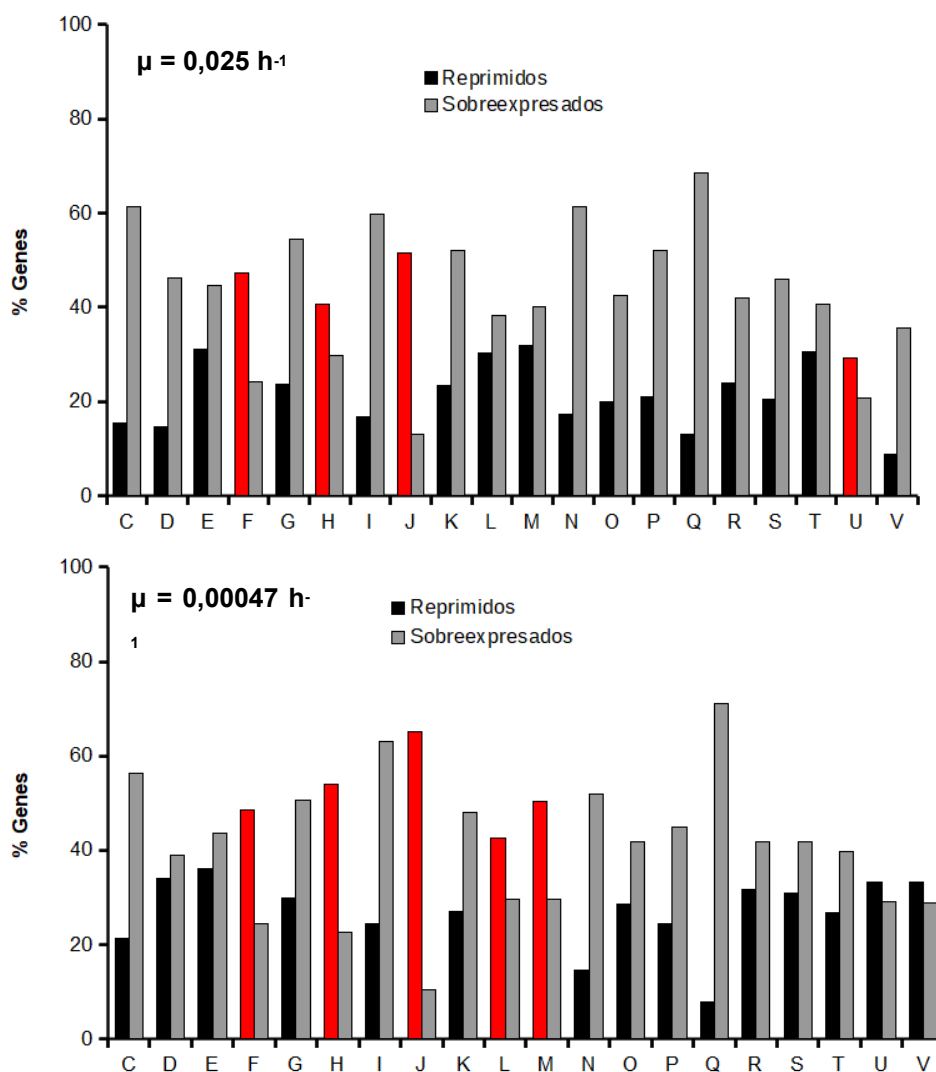 100
80
60
40
20
0
% Genes
µ = 0,025 h-1
Reprimidos
Sobreexpresados
C D E F G H I J K L M N O P Q R S T U V
100
80
60
40
20
0
% Genes
µ = 0,00047 h-
1
Reprimidos
Sobreexpresados
C D E F G H I J K L M N O P Q R S T U V